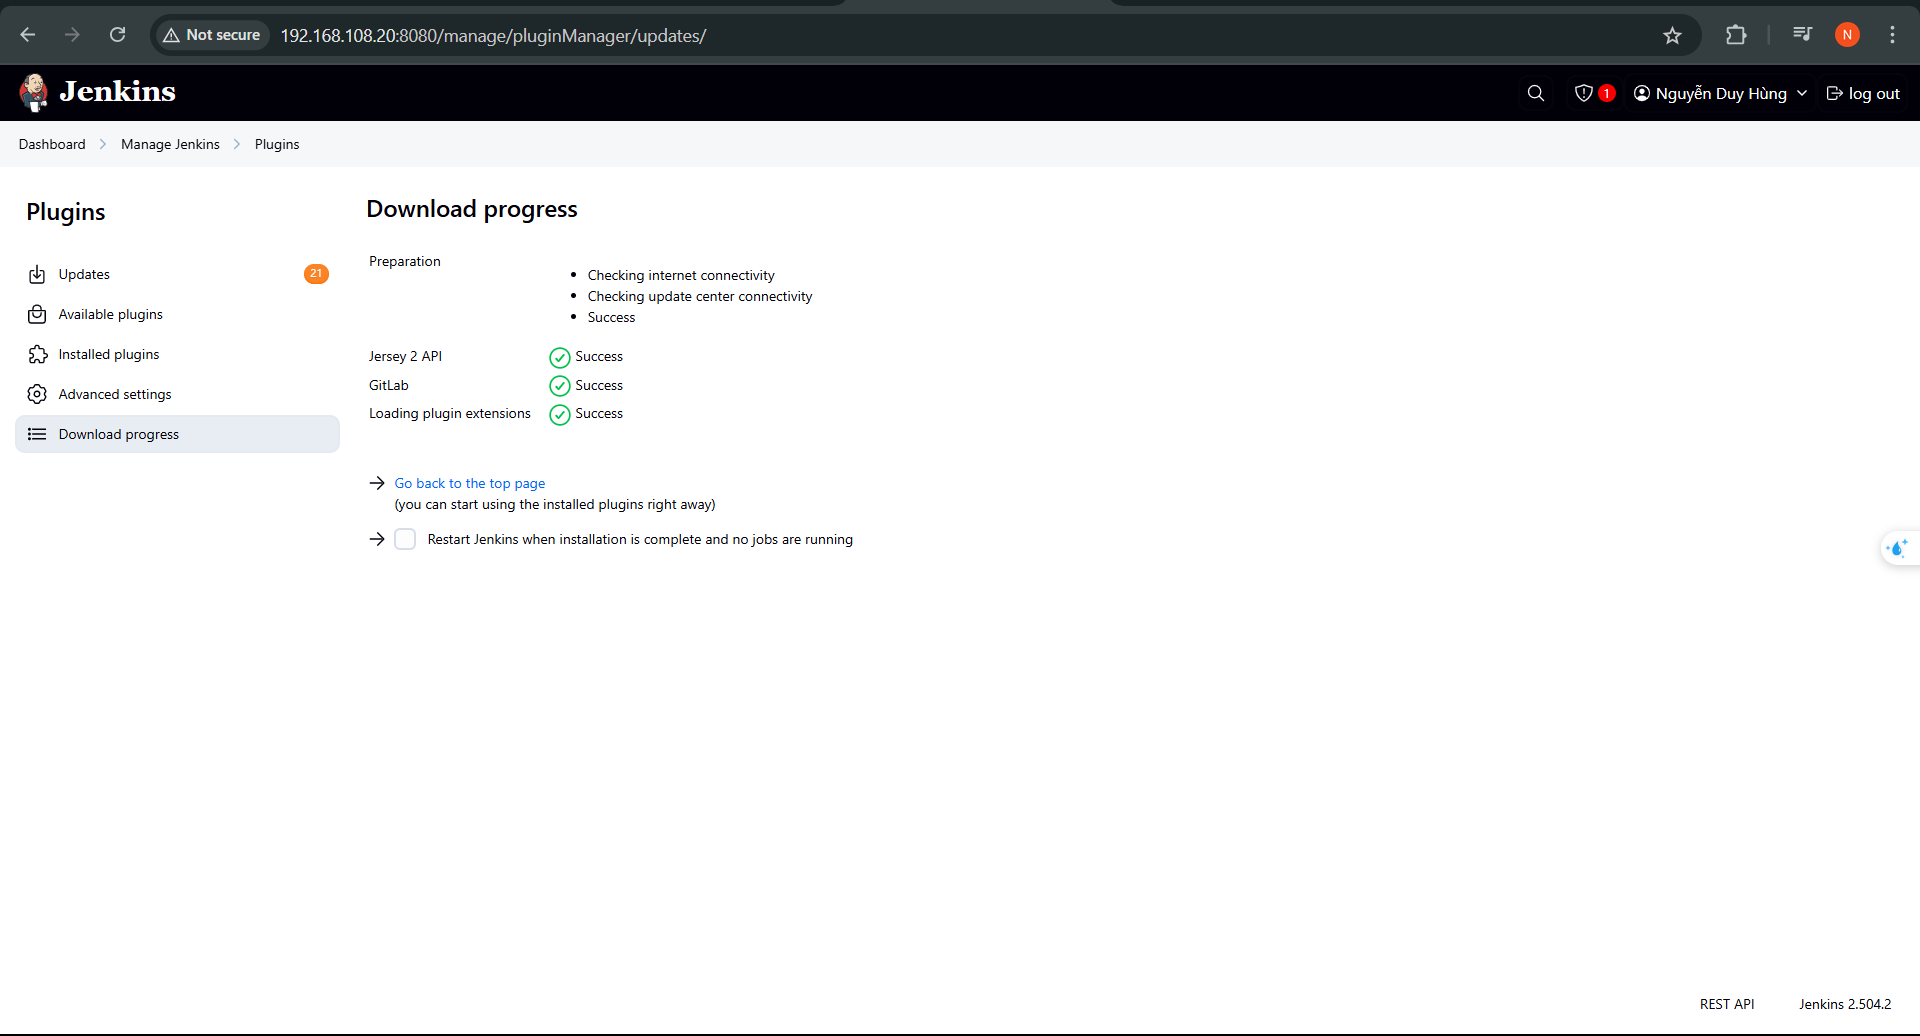 Not secure 192.168.108.20:8080/manage/pluginManager/updates/ N
Jenkins 1 Nguyễn Duy Hùng log out
Dashboard Manage Jenkins Plugins
Plugins
Updates 21
Available plugins
Installed plugins
Advanced settings
Download progress
Download progress
Preparation
Checking internet connectivity
Checking update center connectivity
Success
Jersey 2 API Success
GitLab Success
Loading plugin extensions Success
Go back to the top page
(you can start using the installed plugins right away)
Restart Jenkins when installation is complete and no jobs are running
REST API Jenkins 2.504.2